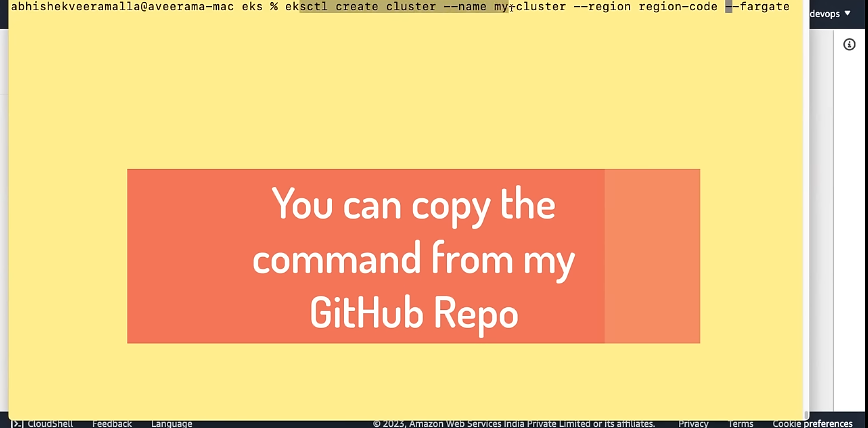 abhishekveeramalla@aveerama-mac eks % eksctl create cluster --name my-cluster --region region-code --fargate
devops
You can copy the
command from my
GitHub Repo
CloudShell Feedback Language © 2023, Amazon Web Services India Private Limited or its affiliates. Privacy Terms Cookie preferences